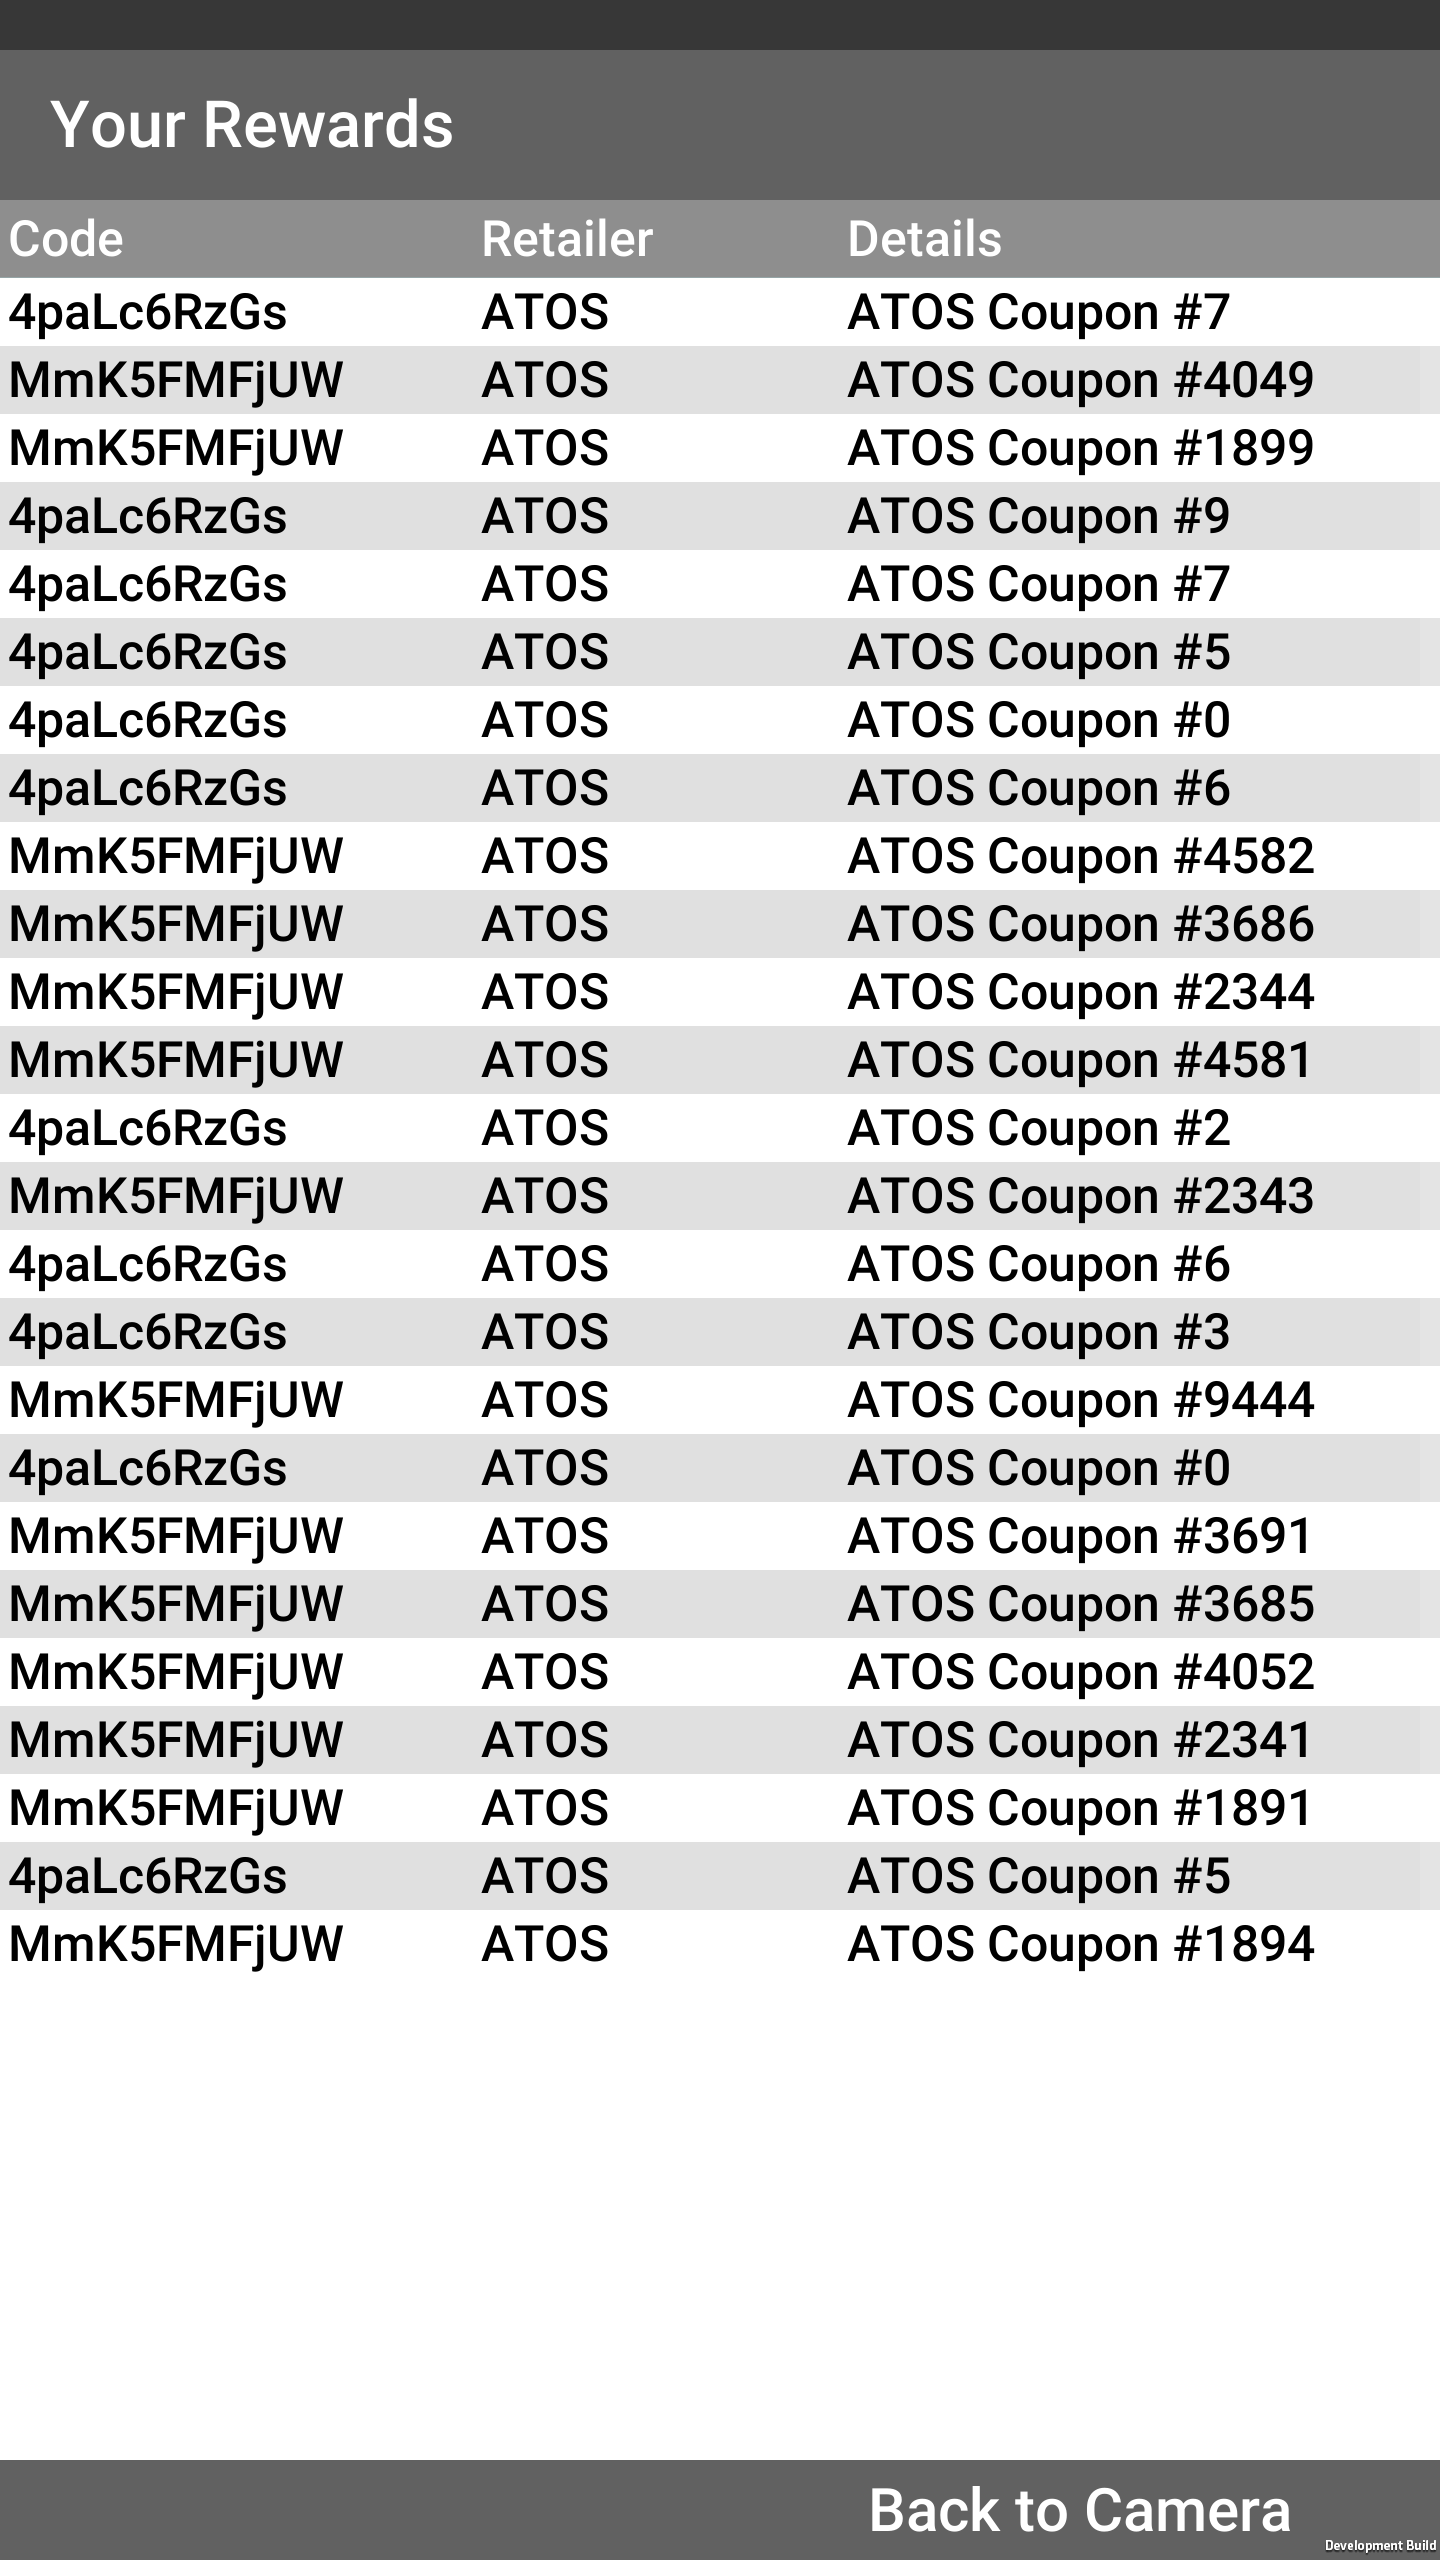 Your Rewards
Code Retailer Details
4paLc6RzGs ATOS ATOS Coupon #7
MmK5FMFjUW ATOS ATOS Coupon #4049
MmK5FMFjUW ATOS ATOS Coupon #1899
4paLc6RzGs ATOS ATOS Coupon #9
4paLc6RzGs ATOS ATOS Coupon #7
4paLc6RzGs ATOS ATOS Coupon #5
4paLc6RzGs ATOS ATOS Coupon #0
4paLc6RzGs ATOS ATOS Coupon #6
MmK5FMFjUW ATOS ATOS Coupon #4582
MmK5FMFjUW ATOS ATOS Coupon #3686
MmK5FMFjUW ATOS ATOS Coupon #2344
MmK5FMFjUW ATOS ATOS Coupon #4581
4paLc6RzGs ATOS ATOS Coupon #2
MmK5FMFjUW ATOS ATOS Coupon #2343
4paLc6RzGs ATOS ATOS Coupon #6
4paLc6RzGs ATOS ATOS Coupon #3
MmK5FMFjUW ATOS ATOS Coupon #9444
4paLc6RzGs ATOS ATOS Coupon #0
MmK5FMFjUW ATOS ATOS Coupon #3691
MmK5FMFjUW ATOS ATOS Coupon #3685
MmK5FMFjUW ATOS ATOS Coupon #4052
MmK5FMFjUW ATOS ATOS Coupon #2341
MmK5FMFjUW ATOS ATOS Coupon #1891
4paLc6RzGs ATOS ATOS Coupon #5
MmK5FMFjUW ATOS ATOS Coupon #1894
Back to Camera
Development Build